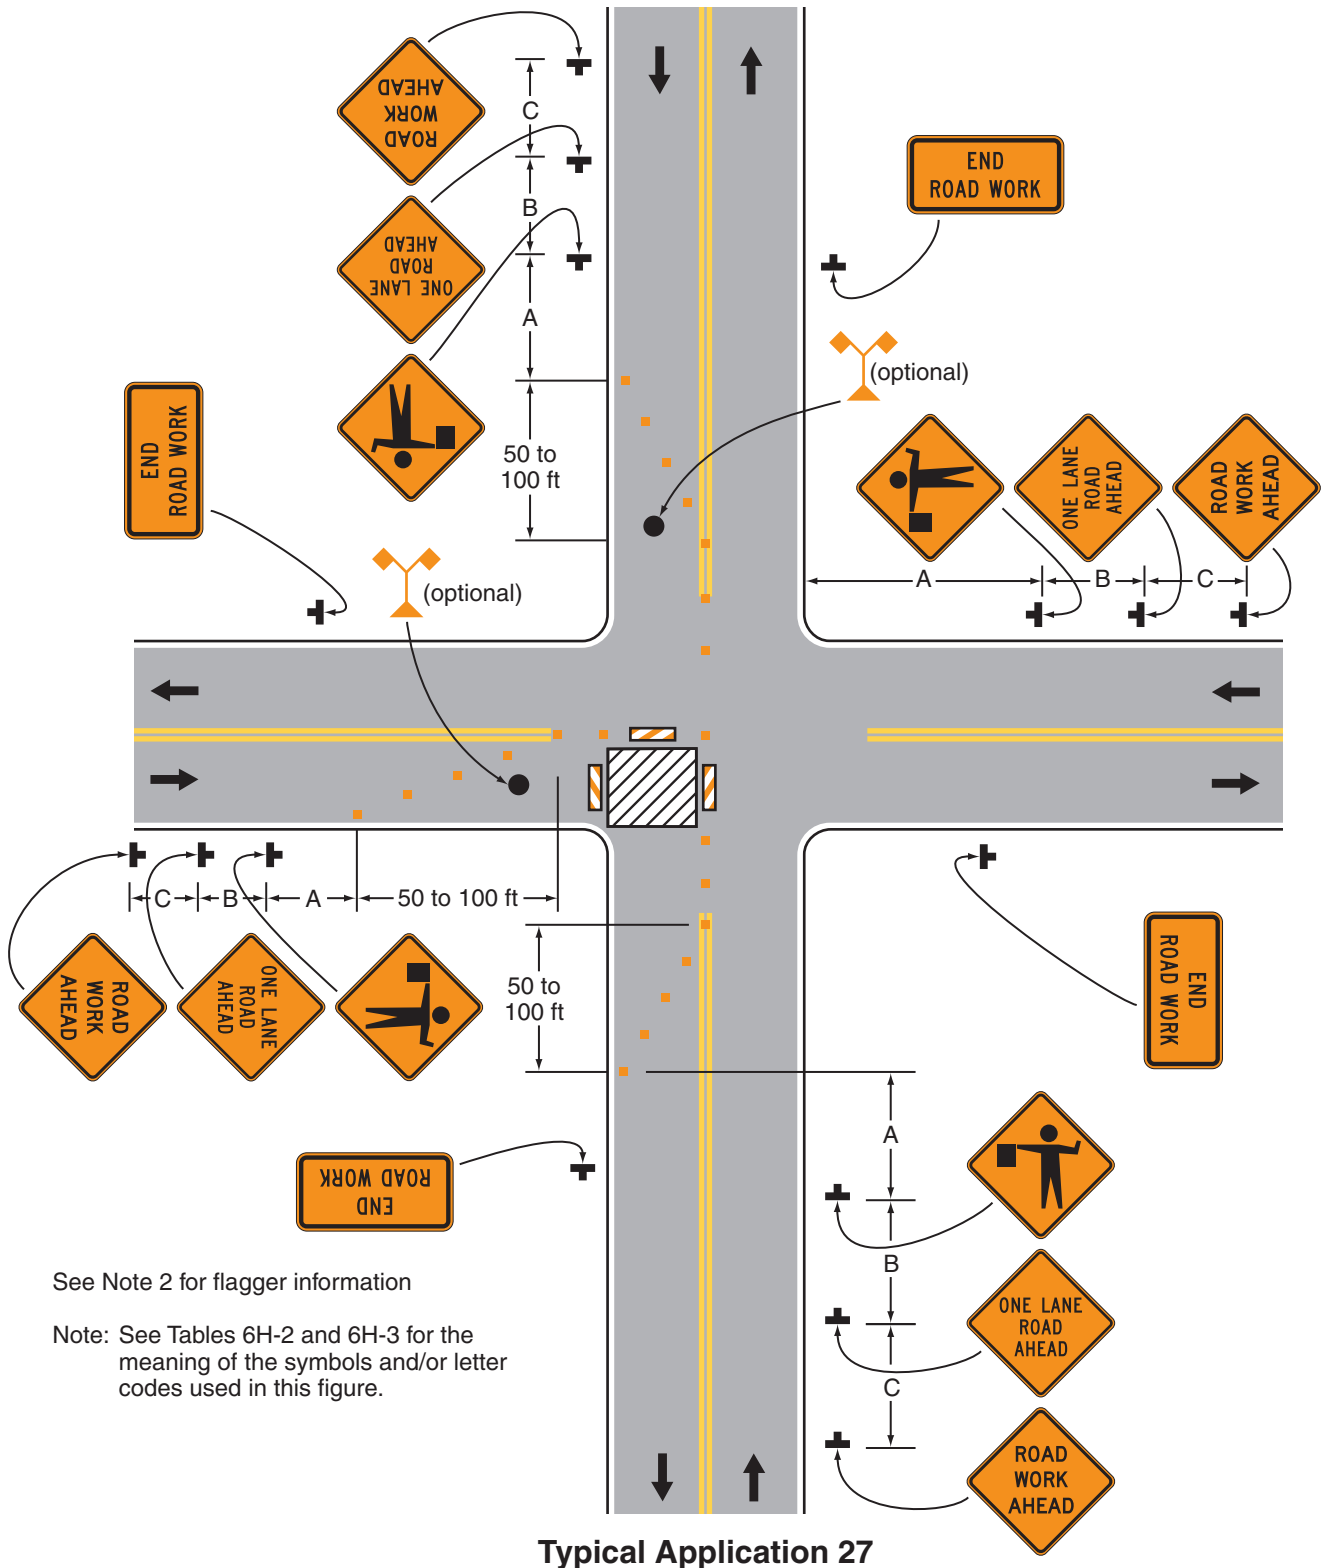 ROAD
WORK
AHEAD
C
END
ROAD WORK
B
ONE LANE
ROAD
AHEAD
A
(optional)
END
ROAD WORK
50 to
100 ft
ONE LANE
ROAD
AHEAD
ROAD
WORK
AHEAD
A
B
C
(optional)
C
B
A
50 to 100 ft
ROAD
WORK
AHEAD
ONE LANE
ROAD
AHEAD
50 to
100 ft
END
ROAD WORK
A
END
ROAD WORK
B
ONE LANE
ROAD
AHEAD
C
ROAD
WORK
AHEAD
See Note 2 for flagger information
Note: See Tables 6H-2 and 6H-3 for the
meaning of the symbols and/or letter
codes used in this figure.
Typical Application 27